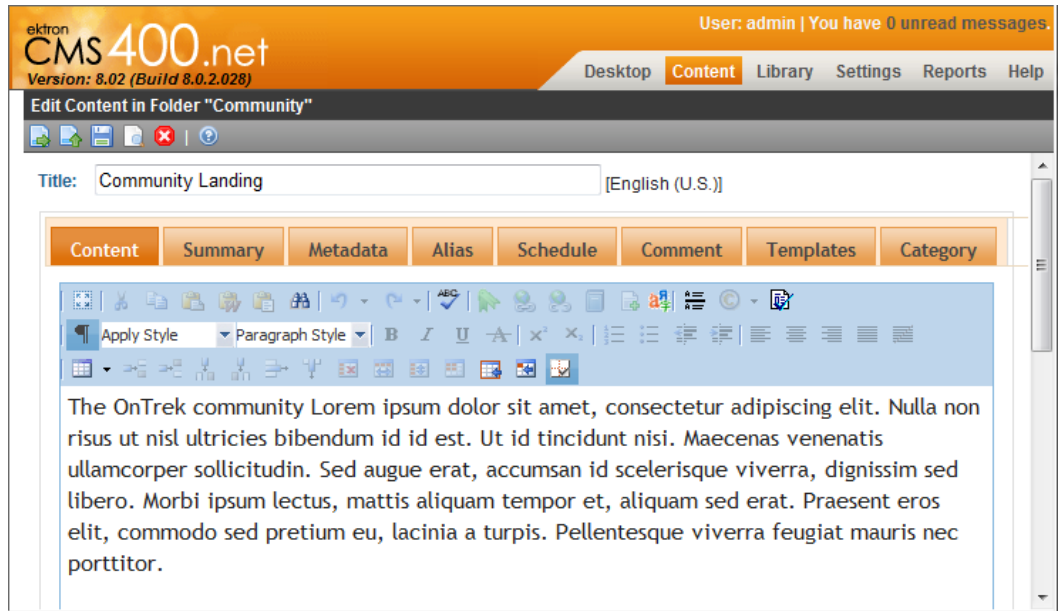 User: admin | You have 0 unread messages.
ektron
CMS400.net
Version: 8.02 (Build 8.0.2.028)
Desktop Content Library Settings Reports Help
Edit Content in Folder "Community"
Title: Community Landing [English (U.S.)]
Content Summary Metadata Alias Schedule Comment Templates Category
ABC
Apply Style Paragraph Style B I U A x² x₂
The OnTrek community Lorem ipsum dolor sit amet, consectetur adipiscing elit. Nulla non
risus ut nisl ultricies bibendum id id est. Ut id tincidunt nisi. Maecenas venenatis
ullamcorper sollicitudin. Sed augue erat, accumsan id scelerisque viverra, dignissim sed
libero. Morbi ipsum lectus, mattis aliquam tempor et, aliquam sed erat. Praesent eros
elit, commodo sed pretium eu, lacinia a turpis. Pellentesque viverra feugiat mauris nec
porttitor.